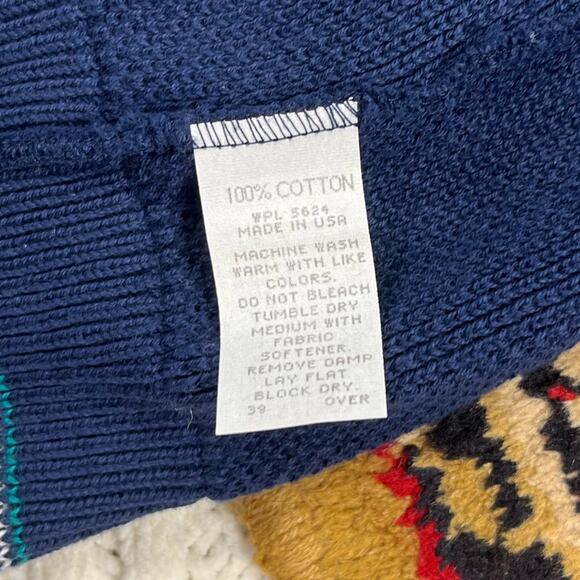 100% COTTON
WPL 5624
MADE IN USA
MACHINE WASH
WARM WITH LIKE
COLORS.
DO NOT BLEACH
TUMBLE DRY
MEDIUM WITH
FABRIC
SOFTENER.
REMOVE DAMP
LAY FLAT
BLOCK DRY.
39 OVER